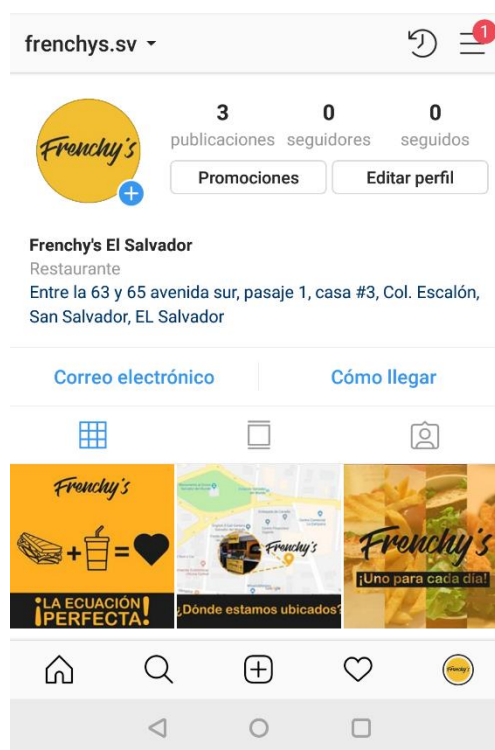 frenchys.sv
1
Frenchy's
3 0 0
publicaciones seguidores seguidos
Promociones Editar perfil
Frenchy's El Salvador
Restaurante
Entre la 63 y 65 avenida sur, pasaje 1, casa #3, Col. Escalón,
San Salvador, EL Salvador
Correo electrónico Cómo llegar
Frenchy's
+ = 
¡LA ECUACIÓN
PERFECTA!
Frenchy's
¿Dónde estamos ubicados?
Frenchy's
¡Uno para cada día!
Frenchy's